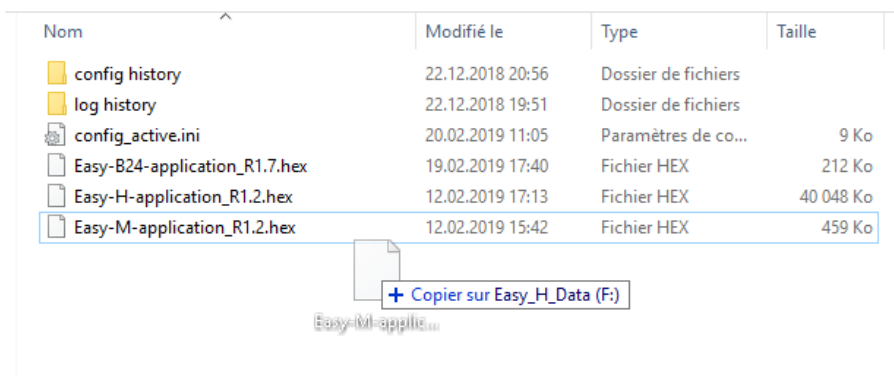 Nom Modifié le Type Taille
config history 22.12.2018 20:56 Dossier de fichiers
log history 22.12.2018 19:51 Dossier de fichiers
config_active.ini 20.02.2019 11:05 Paramètres de co... 9 Ko
Easy-B24-application_R1.7.hex 19.02.2019 17:40 Fichier HEX 212 Ko
Easy-H-application_R1.2.hex 12.02.2019 17:13 Fichier HEX 40 048 Ko
Easy-M-application_R1.2.hex 12.02.2019 15:42 Fichier HEX 459 Ko
Copier sur Easy_H_Data (F:)
Easy-M-applic...